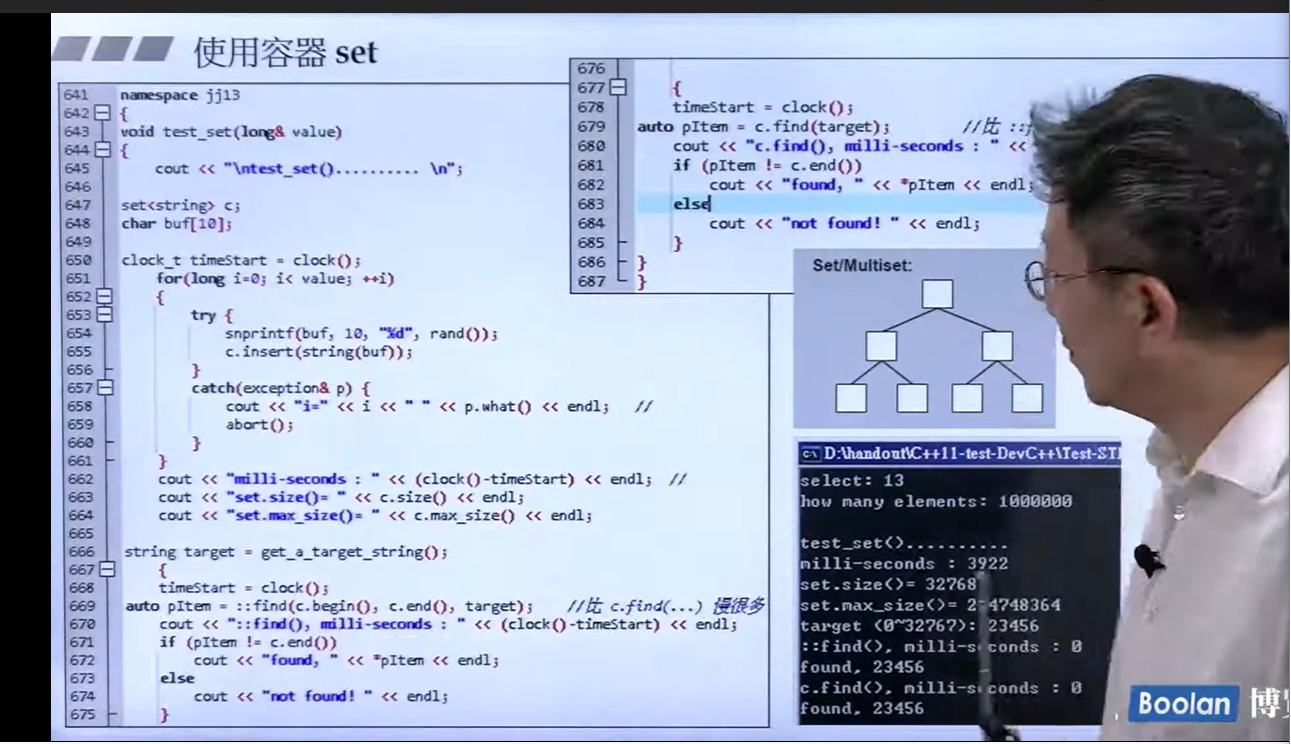 使用容器 set
641 namespace jj13
642 {
643 void test_set(long& value)
644 {
645 cout << "\ntest_set().......... \n";
646
647 set<string> c;
648 char buf[10];
649
650 clock_t timeStart = clock();
651 for(long i=0; i< value; ++i)
652 {
653 try {
654 snprintf(buf, 10, "%d", rand());
655 c.insert(string(buf));
656 }
657 catch(exception& p) {
658 cout << "i=" << i << " " << p.what() << endl; //
659 abort();
660 }
661 }
662 cout << "milli-seconds : " << (clock()-timeStart) << endl; //
663 cout << "set.size()= " << c.size() << endl;
664 cout << "set.max_size()= " << c.max_size() << endl;
665
666 string target = get_a_target_string();
667 {
668 timeStart = clock();
669 auto pItem = ::find(c.begin(), c.end(), target); //比 c.find(...) 慢很多
670 cout << "::find(), milli-seconds : " << (clock()-timeStart) << endl;
671 if (pItem != c.end())
672 cout << "found, " << *pItem << endl;
673 else
674 cout << "not found! " << endl;
675 }
676
677 {
678 timeStart = clock();
679 auto pItem = c.find(target); //比 ::
680 cout << "c.find(), milli-seconds : " <<
681 if (pItem != c.end())
682 cout << "found, " << *pItem << endl;
683 else
684 cout << "not found! " << endl;
685 }
686 }
687 }
Set/Multiset:
D:\handout\C++11-test-DevC++\Test-STL
select: 13
how many elements: 1000000
test_set()..........
milli-seconds : 3922
set.size()= 32768
set.max_size()= 2 4748364
target (0~32767): 23456
::find(), milli-s conds : 0
found, 23456
c.find(), milli-s conds : 0
found, 23456
Boolan 博